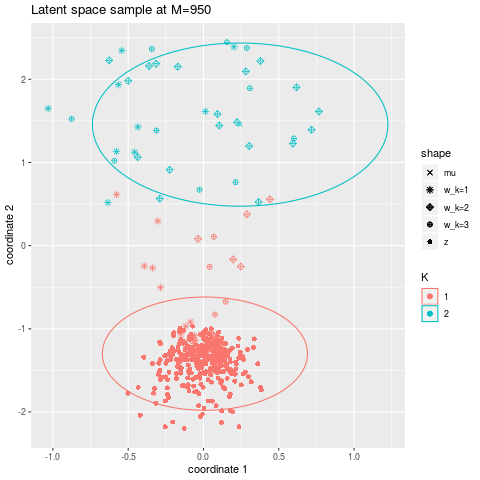 Latent space sample at M=950
2
1
0
-1
-2
coordinate 2
-1.0
-0.5
0.0
0.5
1.0
coordinate 1
shape
mu
w_k=1
w_k=2
w_k=3
z
K
1
2